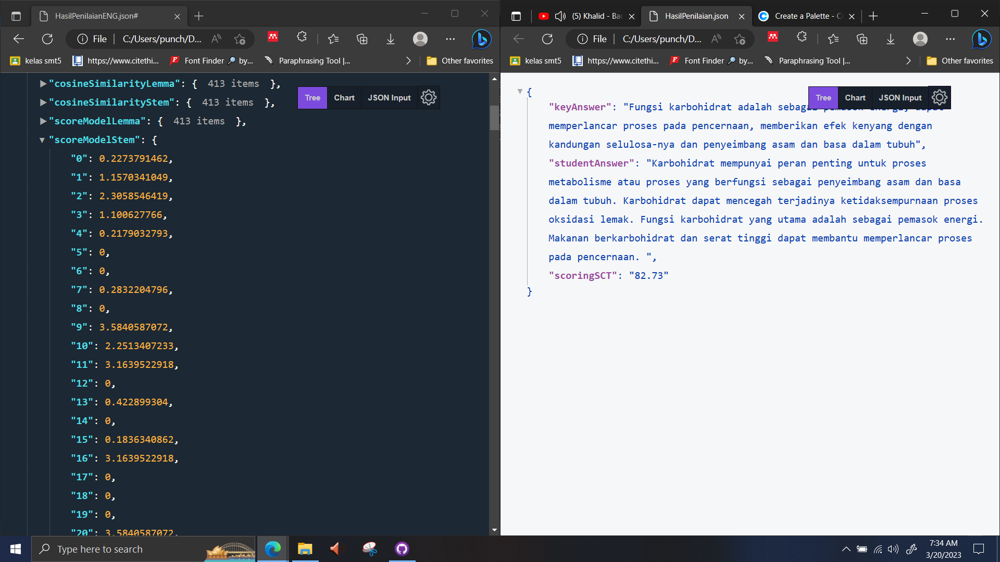 HasilPenilaianENG.json#
File
C:/Users/punch/D...
kelas smt5
https://www.citethi...
Font Finder 🔎 by...
Paraphrasing Tool |...
Other favorites
"cosineSimilarityLemma": { 413 items },
"cosineSimilarityStem": { 413 items },
"scoreModelLemma": { 413 items },
"scoreModelStem": {
Tree
Chart
JSON Input
"0": 0.2273791462,
"1": 1.1570341049,
"2": 2.3058546419,
"3": 1.100627766,
"4": 0.2179032793,
"5": 0,
"6": 0,
"7": 0.2832204796,
"8": 0,
"9": 3.5840587072,
"10": 2.2513407233,
"11": 3.1639522918,
"12": 0,
"13": 0.422899304,
"14": 0,
"15": 0.1836340862,
"16": 3.1639522918,
"17": 0,
"18": 0,
"19": 0,
"20": 3.5840587072,
(5) Khalid - Bac
HasilPenilaian.json
Create a Palette - C
File
C:/Users/punch/D...
kelas smt5
https://www.citethi...
Font Finder 🔎 by...
Paraphrasing Tool |...
Other favorites
Tree
Chart
JSON Input
{
"keyAnswer": "Fungsi karbohidrat adalah sebagai pemasok energi, dapat
memperlancar proses pada pencernaan, memberikan efek kenyang dengan
kandungan selulosa-nya dan penyeimbang asam dan basa dalam tubuh",
"studentAnswer": "Karbohidrat mempunyai peran penting untuk proses
metabolisme atau proses yang berfungsi sebagai penyeimbang asam dan basa
dalam tubuh. Karbohidrat dapat mencegah terjadinya ketidaksempurnaan proses
oksidasi lemak. Fungsi karbohidrat yang utama adalah sebagai pemasok energi.
Makanan berkarbohidrat dan serat tinggi dapat membantu memperlancar proses
pada pencernaan. ",
"scoringSCT": "82.73"
}
Type here to search
7:34 AM
3/20/2023